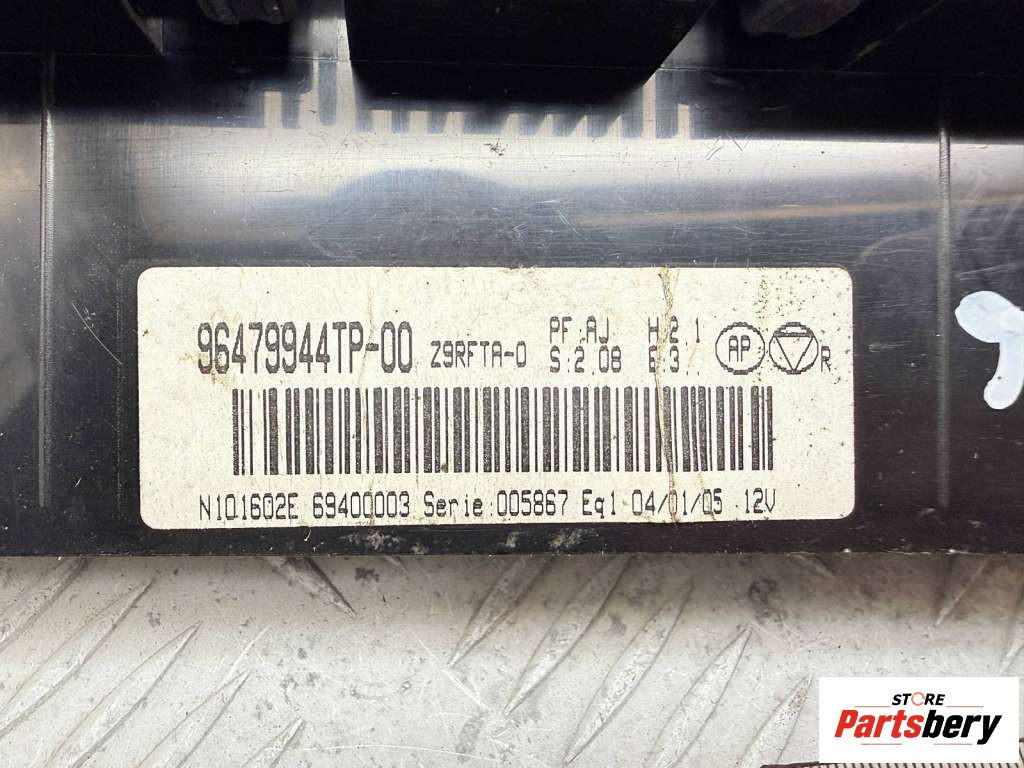 96479944TP-00 Z9RFTA-0 PF:AJ H:2 1
S:2.08 E:3..
AP R
N101602E 69400003 Serie:005867 Eq1 04/01/05 12V
STORE
Partsbery